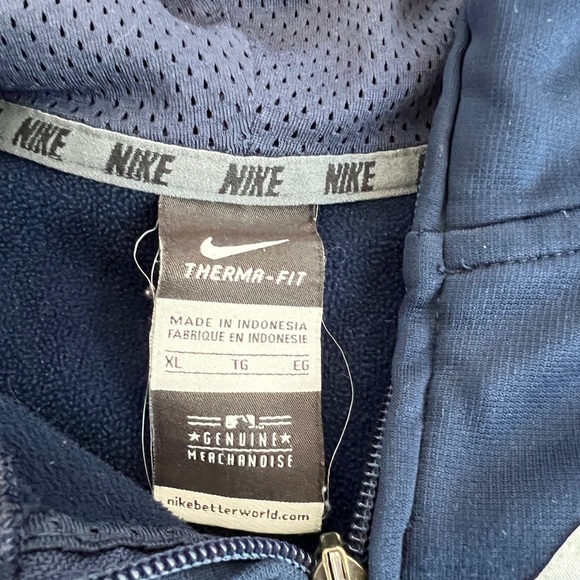 NIKE NIKE NIKE NIKE
THERMA-FIT
MADE IN INDONESIA
FABRIQUE EN INDONESIE
XL TG EG
GENUINE
MERCHANDISE
nikebetterworld.com